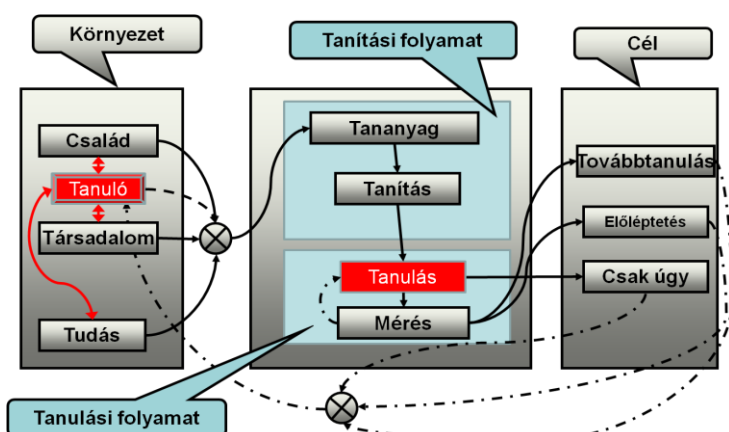 Környezet
Tanítási folyamat
Cél
Család
Tanuló
Társadalom
Tudás
Tananyag
Tanítás
Tanulás
Mérés
Továbbtanulás
Előléptetés
Csak úgy
Tanulási folyamat